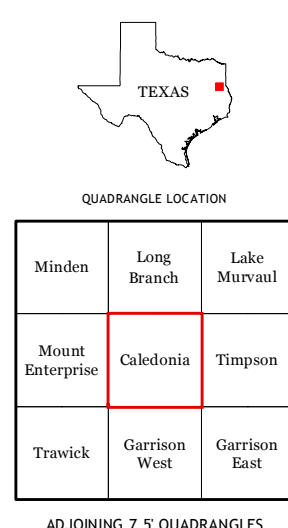 TEXAS
QUADRANGLE LOCATION
Minden
Long
Branch
Lake
Murvaul
Mount
Enterprise
Caledonia
Timpson
Trawick
Garrison
West
Garrison
East
ADJOINING 7.5' QUADRANGLES